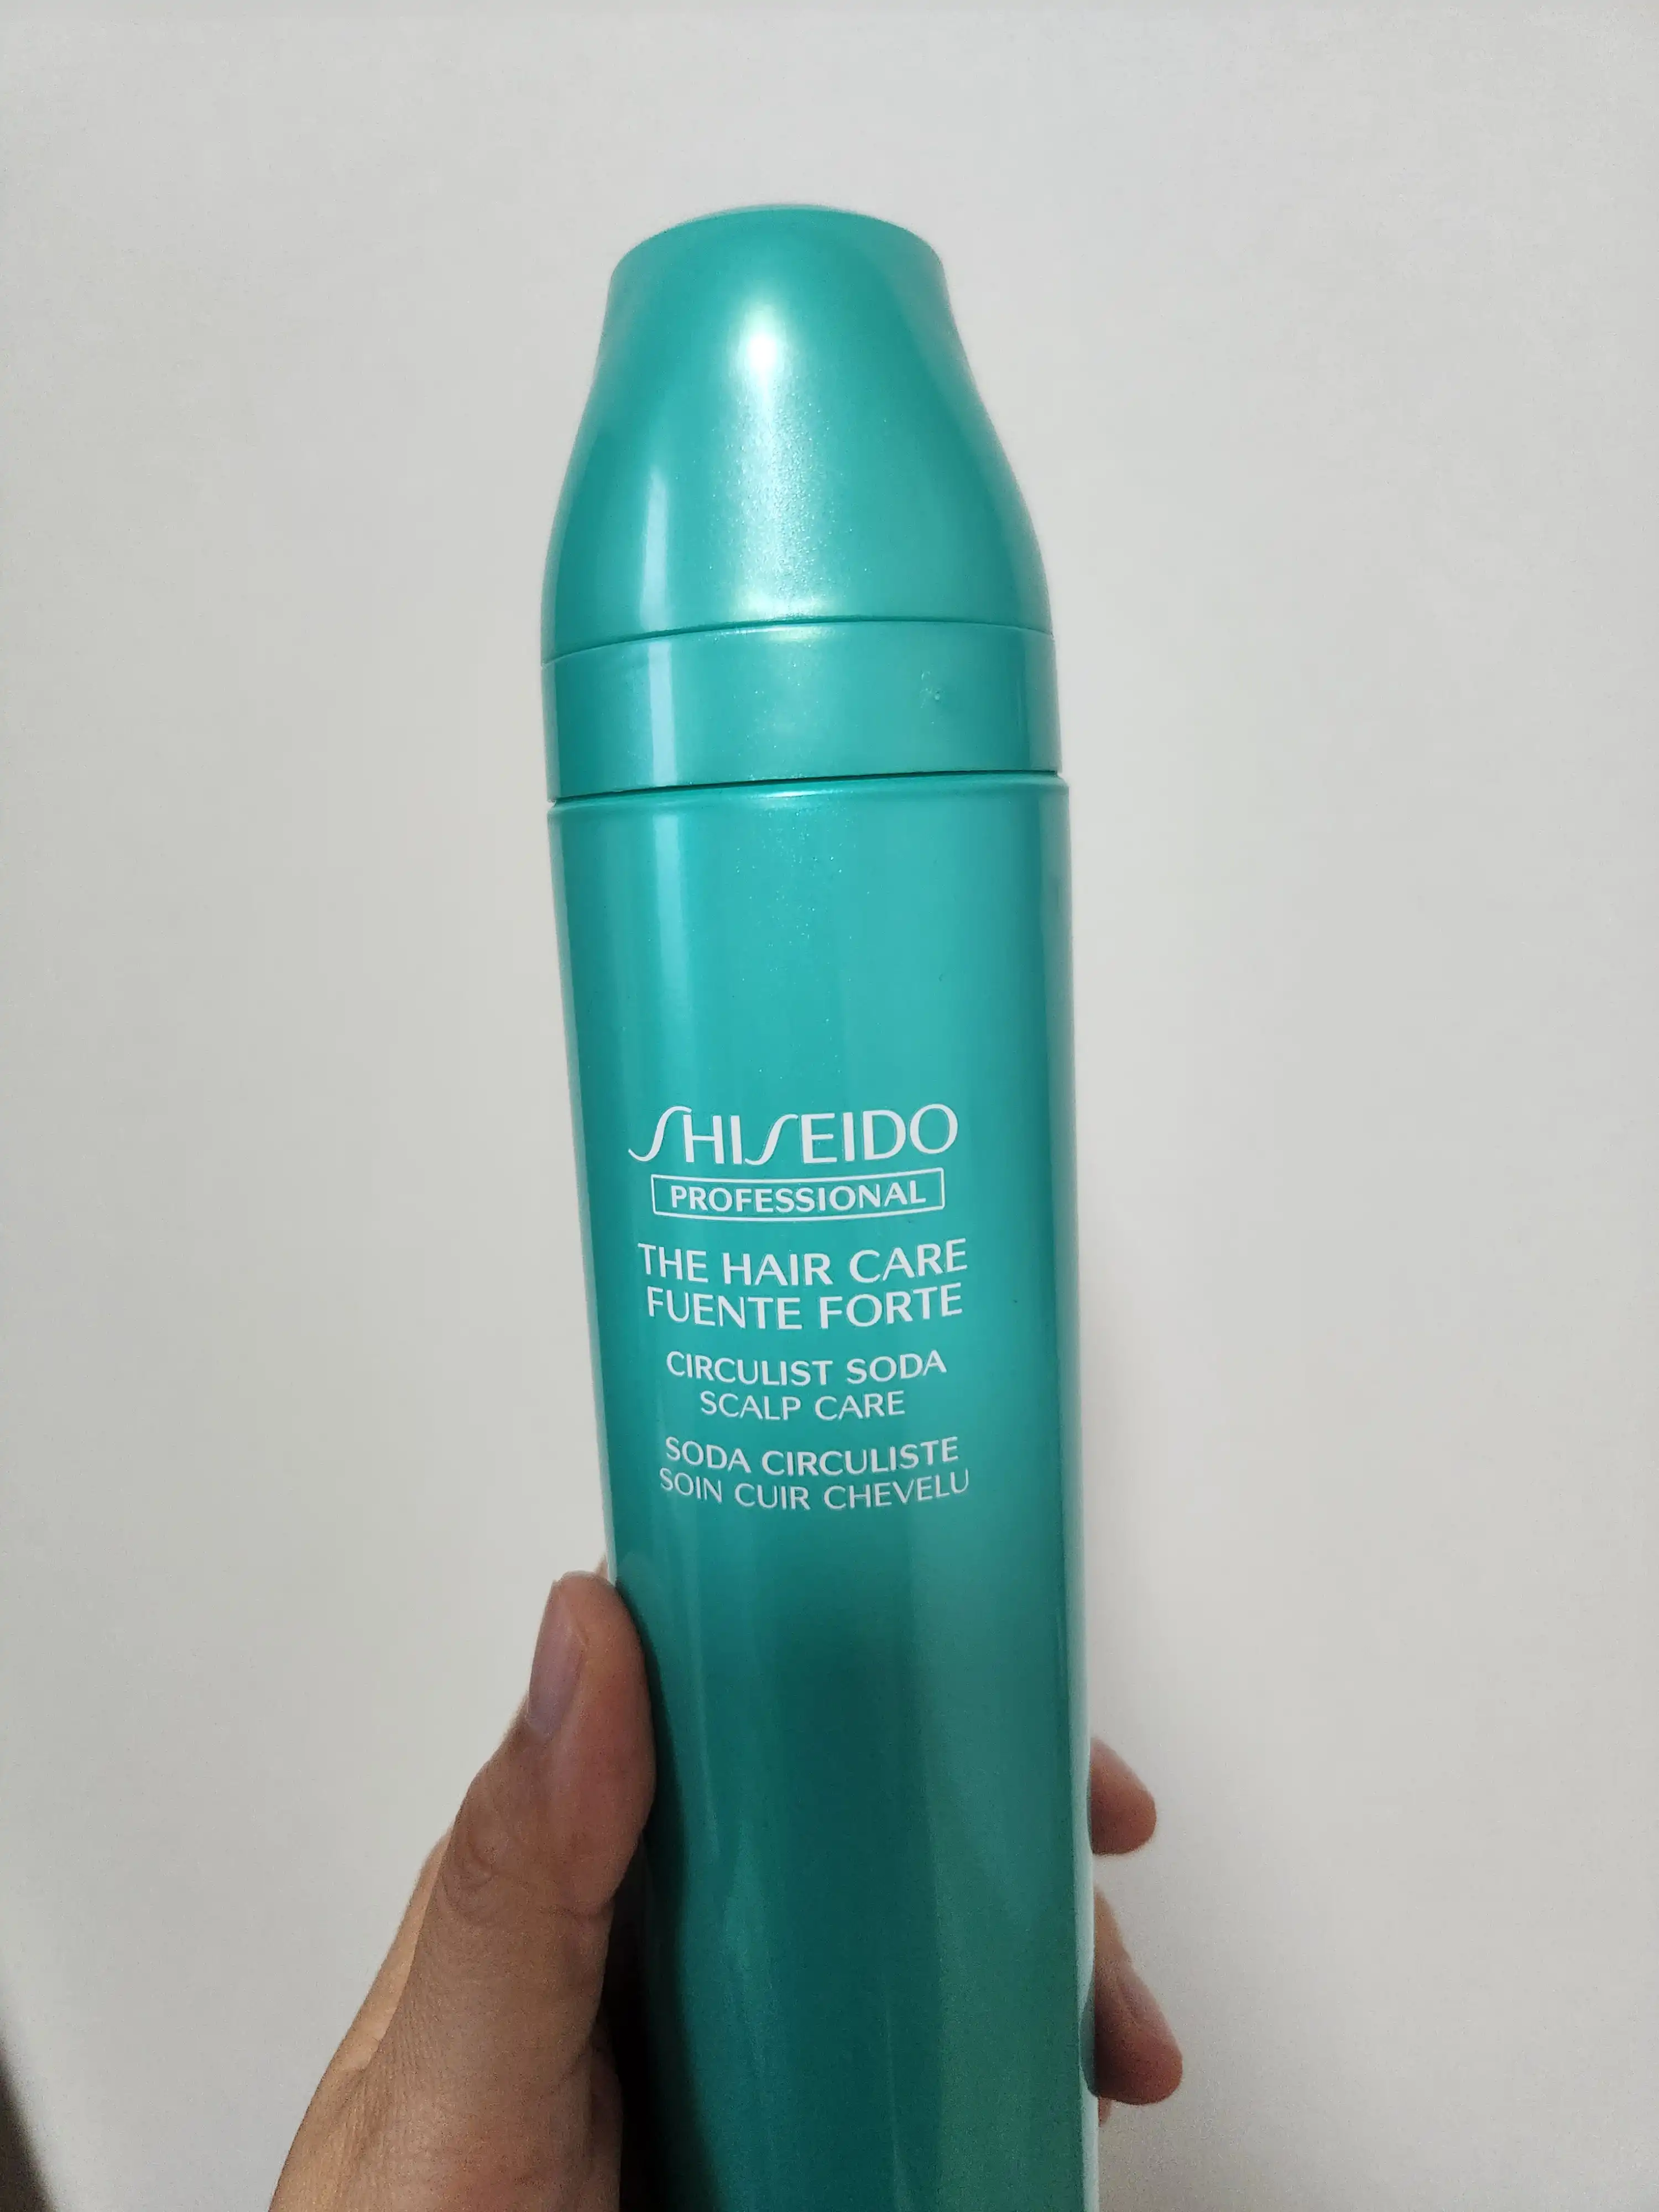 SHISEIDO
PROFESSIONAL
THE HAIR CARE
FUENTE FORTE
CIRCULIST SODA
SCALP CARE
SODA CIRCULISTE
SOIN CUIR CHEVELU